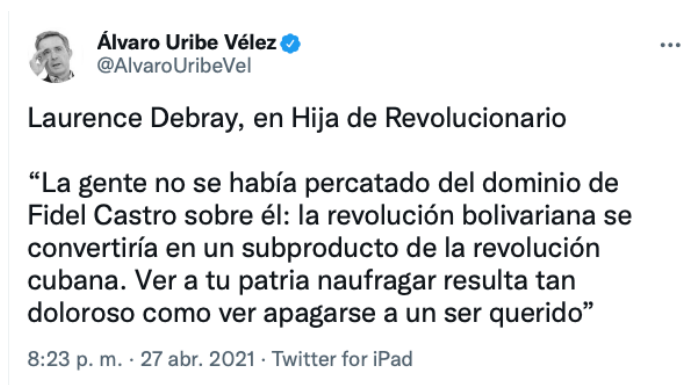 Álvaro Uribe Vélez
@AlvaroUribeVel
Laurence Debray, en Hija de Revolucionario
“La gente no se había percatado del dominio de
Fidel Castro sobre él: la revolución bolivariana se
convertiría en un subproducto de la revolución
cubana. Ver a tu patria naufragar resulta tan
doloroso como ver apagarse a un ser querido”
8:23 p. m. · 27 abr. 2021 · Twitter for iPad